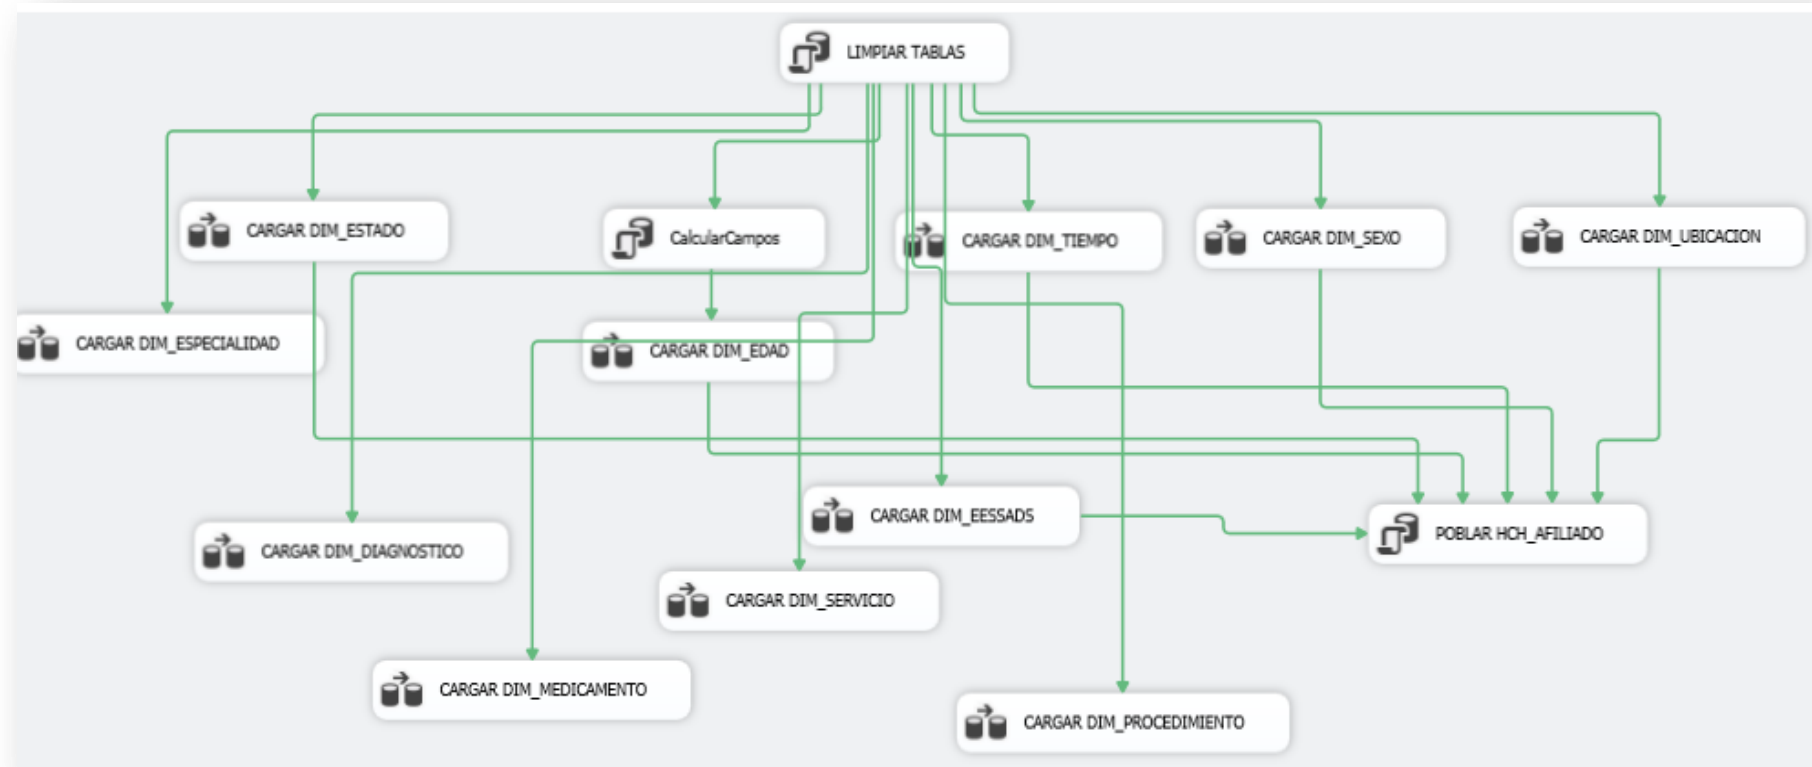 LIMPIAR TABLAS
CARGAR DIM_ESTADO
CalcularCampos
CARGAR DIM_TIEMPO
CARGAR DIM_SEXO
CARGAR DIM_UBICACION
CARGAR DIM_ESPECIALIDAD
CARGAR DIM_EDAD
CARGAR DIM_EESSADS
POBLAR HCH_AFILIADO
CARGAR DIM_DIAGNOSTICO
CARGAR DIM_SERVICIO
CARGAR DIM_MEDICAMENTO
CARGAR DIM_PROCEDIMIENTO